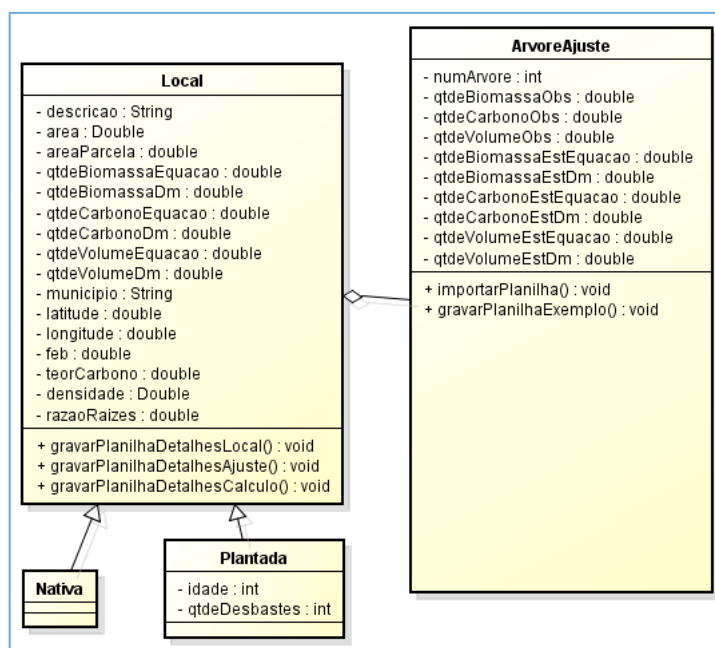 Local
- descricao : String
- area : Double
- areaParcela : double
- qtdeBiomassaEquacao : double
- qtdeBiomassaDm : double
- qtdeCarbonoEquacao : double
- qtdeCarbonoDm : double
- qtdeVolumeEquacao : double
- qtdeVolumeDm : double
- municipio : String
- latitude : double
- longitude : double
- feb : double
- teorCarbono : double
- densidade : Double
- razaoRaizes : double
+ gravarPlanilhaDetalhesLocal() : void
+ gravarPlanilhaDetalhesAjuste() : void
+ gravarPlanilhaDetalhesCalculo() : void
ArvoreAjuste
- numArvore : int
- qtdeBiomassaObs : double
- qtdeCarbonoObs : double
- qtdeVolumeObs : double
- qtdeBiomassaEstEquacao : double
- qtdeBiomassaEstDm : double
- qtdeCarbonoEstEquacao : double
- qtdeCarbonoEstDm : double
- qtdeVolumeEstEquacao : double
- qtdeVolumeEstDm : double
+ importarPlanilha() : void
+ gravarPlanilhaExemplo() : void
Nativa
Plantada
- idade : int
- qtdeDesbastes : int